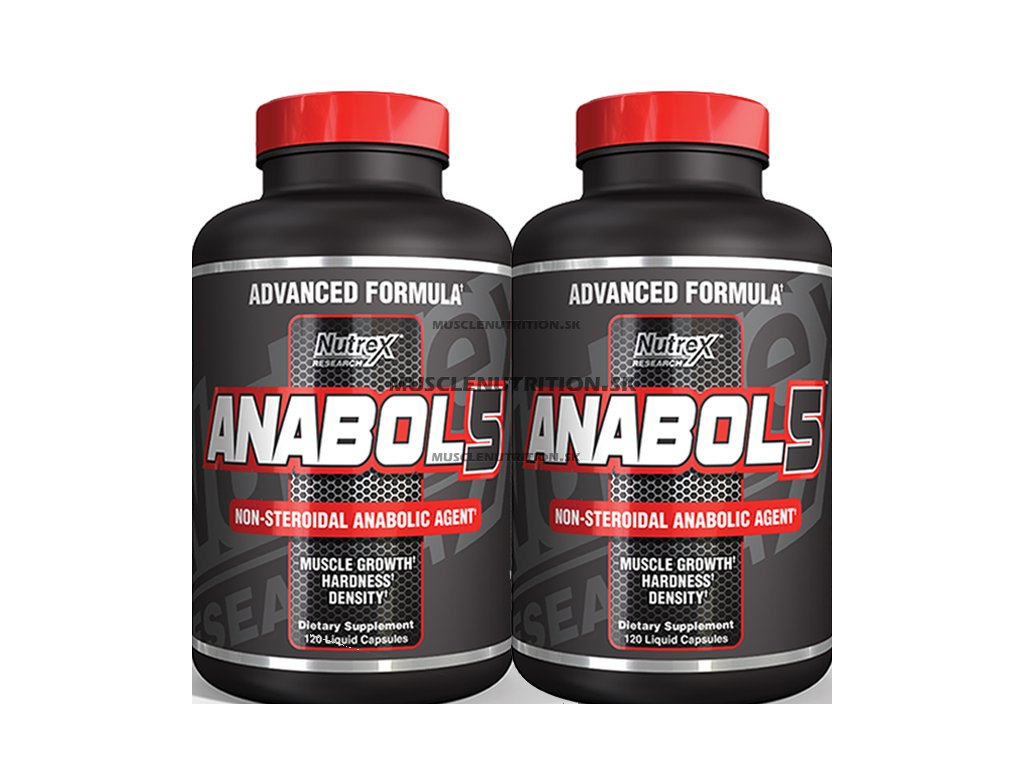 ADVANCED FORMULA†
Nutrex
RESEARCH
ANABOL5
NON-STEROIDAL ANABOLIC AGENT†
MUSCLE GROWTH†
HARDNESS†
DENSITY†
Dietary Supplement
120 Liquid Capsules
ADVANCED FORMULA†
Nutrex
RESEARCH
ANABOL5™
NON-STEROIDAL ANABOLIC AGENT†
MUSCLE GROWTH†
HARDNESS†
DENSITY†
Dietary Supplement
120 Liquid Capsules
MUSCLENUTRITION.SK
MUSCLENUTRITION.SK
MUSCLENUTRITION.SK